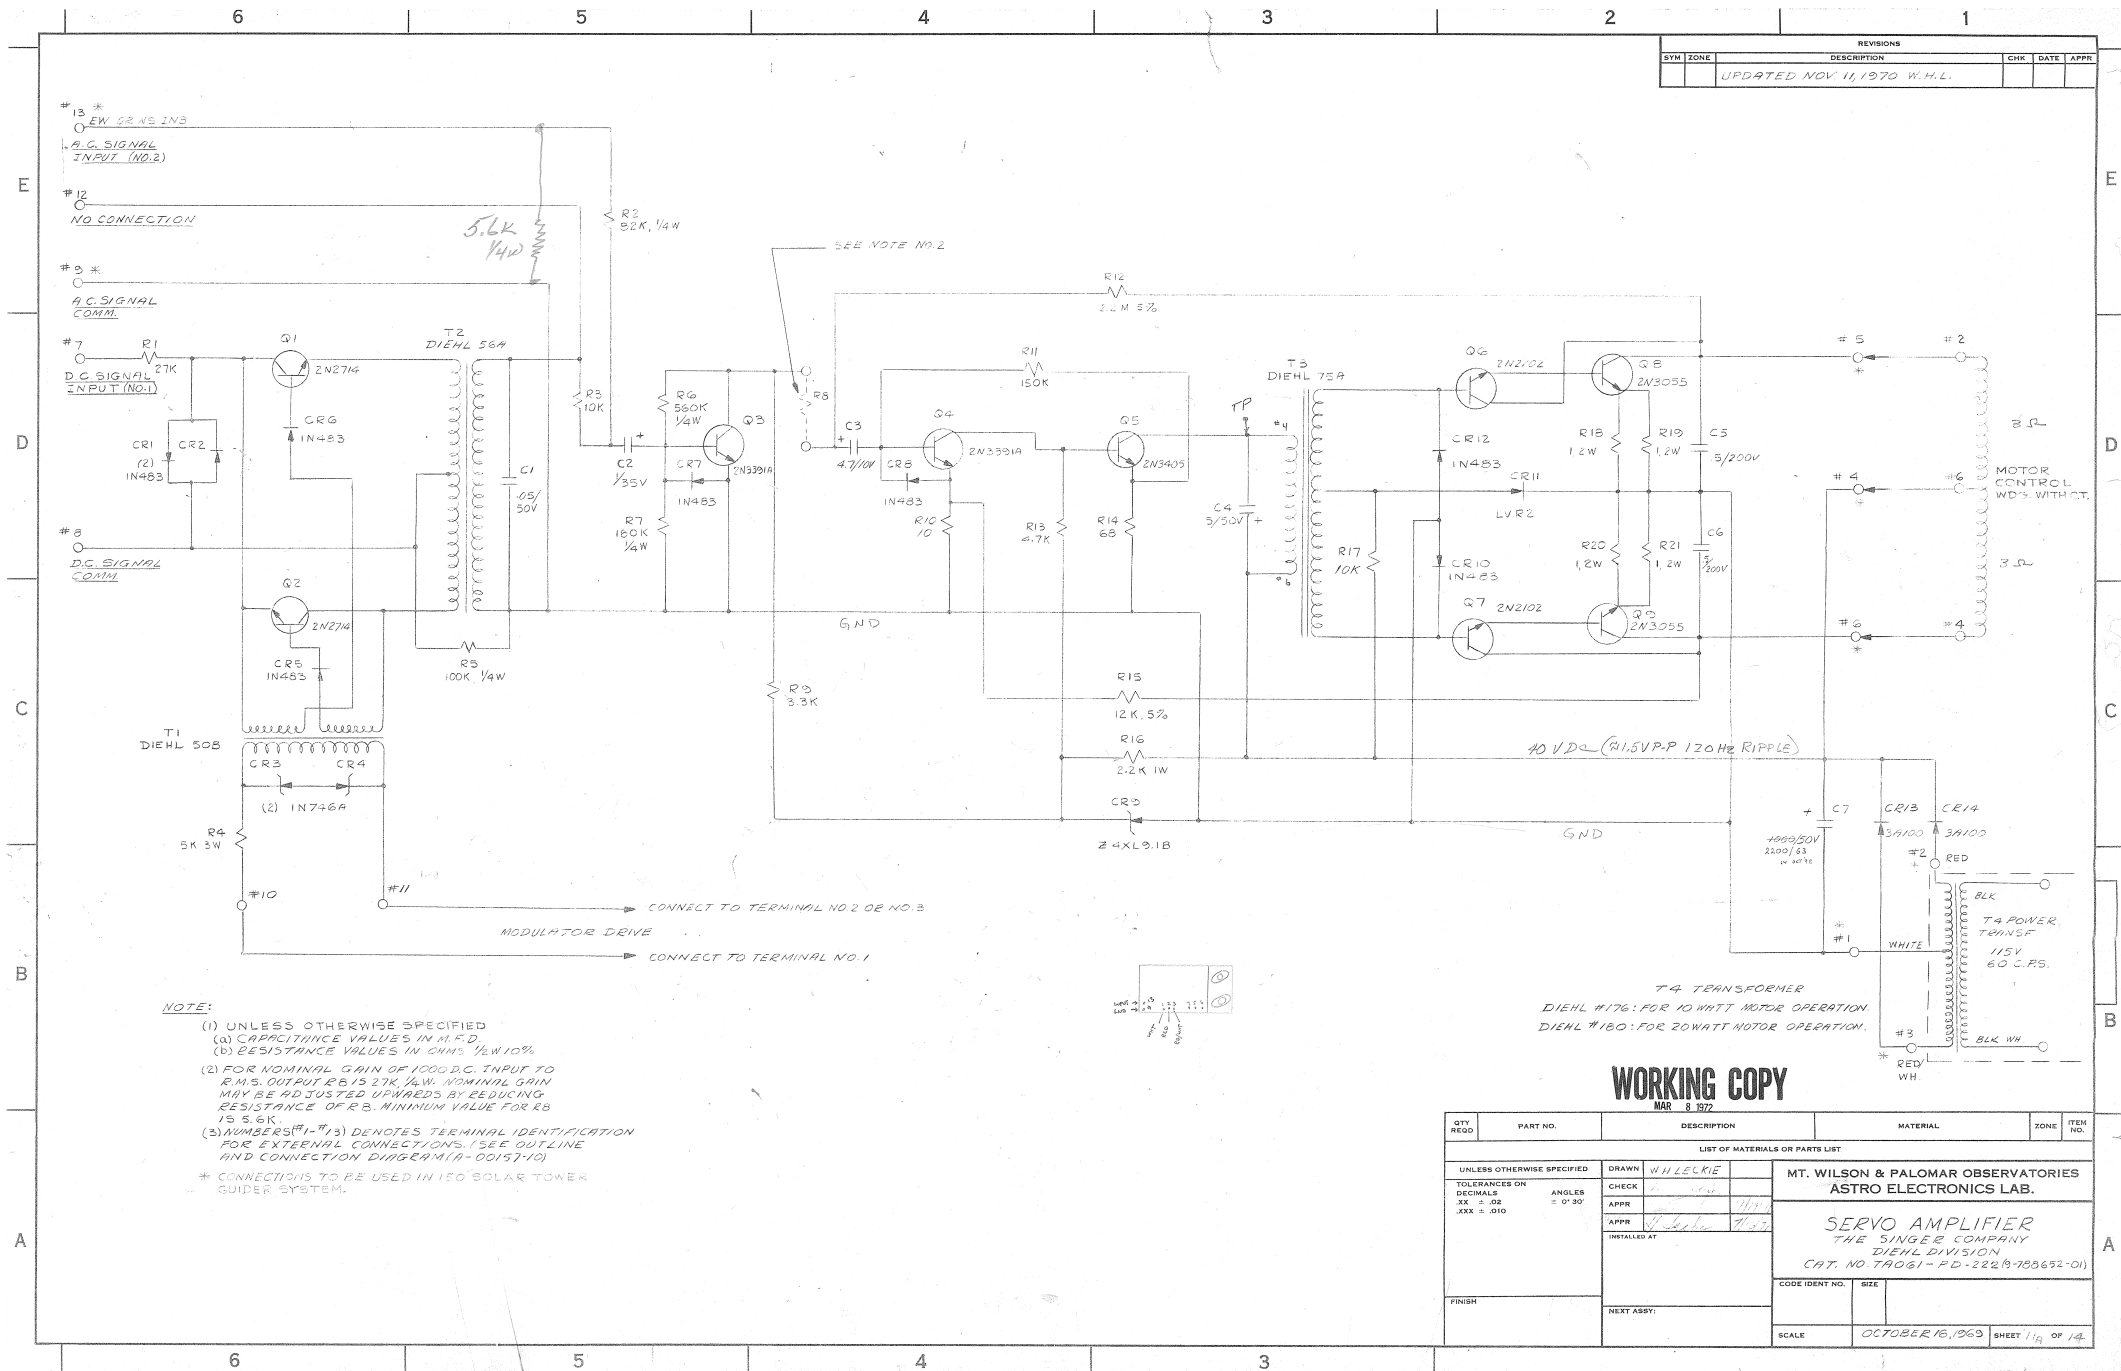 6 5 4 3 2 1
REVISIONS
SYM ZONE DESCRIPTION CHK DATE APPR
UPDATED NOV 11, 1970 W.H.L.
E
E
D
D
C
C
B
B
A
A
#13 *
A.C. SIGNAL
INPUT (NO.2)
#12
NO CONNECTION
#9 *
A.C. SIGNAL
COMM.
5.6K
1/4W
R2
82K, 1/4W
SEE NOTE NO.2
#7
D.C. SIGNAL
INPUT (NO.1)
R1
27K
Q1
2N2714
CR6
1N483
CR1
(2)
1N483
CR2
#8
D.C. SIGNAL
COMM.
Q2
2N2714
CR5
1N483
T2
DIEHL 56A
C1
.05/
50V
R5
100K, 1/4W
R3
10K
C2
1/35V
+
R6
560K
1/4W
CR7
1N483
R7
180K
1/4W
Q3
2N3391A
R8
C3
+
4.7/10V
R12
2.2M 5%
R11
150K
Q4
2N3391A
CR8
1N483
R10
10
Q5
2N3405
R13
4.7K
R14
68
GND
TP
T3
DIEHL 75A
#4
#6
C4
5/50V +
R17
10K
CR12
1N483
CR11
LVR2
CR10
1N483
Q6
2N2102
Q8
2N3055
Q7
2N2102
Q9
2N3055
R18
1, 2W
R19
1, 2W
R20
1, 2W
R21
1, 2W
C5
.5/200V
C6
.5/200V
#5
*
#2
#4
*
#6
#6
*
#4
3Ω
3Ω
MOTOR
CONTROL
WDG. WITH C.T.
T1
DIEHL 50B
CR3
CR4
(2) 1N746A
R4
5K 3W
#10
#11
CONNECT TO TERMINAL NO.2 OR NO.3
MODULATOR DRIVE
CONNECT TO TERMINAL NO.1
R9
3.3K
R15
12K, 5%
R16
2.2K 1W
CR9
Z4XL9.1B
40 VDC (≈1.5V P-P 120Hz RIPPLE)
GND
+ C7
2200/63
CR13
3A100
CR14
3A100
#2
*
RED
BLK
T4 POWER
TRANSF
115V
60 C.P.S.
*
#1
WHITE
#3
*
RED/
WH.
BLK WH
T4 TRANSFORMER
DIEHL #176: FOR 10 WATT MOTOR OPERATION.
DIEHL #180: FOR 20 WATT MOTOR OPERATION.
NOTE:
(1) UNLESS OTHERWISE SPECIFIED
(a) CAPACITANCE VALUES IN M.F.D.
(b) RESISTANCE VALUES IN OHMS 1/2W 10%
(2) FOR NOMINAL GAIN OF 1000 D.C. INPUT TO
R.M.S. OUTPUT R8 IS 27K, 1/4W. NOMINAL GAIN
MAY BE ADJUSTED UPWARDS BY REDUCING
RESISTANCE OF R8. MINIMUM VALUE FOR R8
IS 5.6K.
(3) NUMBERS (#1-#13) DENOTES TERMINAL IDENTIFICATION
FOR EXTERNAL CONNECTIONS. (SEE OUTLINE
AND CONNECTION DIAGRAM (A-00157-10)
* CONNECTIONS TO BE USED IN 150 SOLAR TOWER
GUIDER SYSTEM.
WORKING COPY
MAR 8 1972
QTY REQD PART NO. DESCRIPTION MATERIAL ZONE ITEM NO.
LIST OF MATERIALS OR PARTS LIST
UNLESS OTHERWISE SPECIFIED
TOLERANCES ON
DECIMALS ANGLES
.XX ± .02 ± 0° 30'
.XXX ± .010
DRAWN W H LECKIE
CHECK
APPR
APPR
INSTALLED AT
FINISH
NEXT ASSY:
MT. WILSON & PALOMAR OBSERVATORIES
ASTRO ELECTRONICS LAB.
SERVO AMPLIFIER
THE SINGER COMPANY
DIEHL DIVISION
CAT. NO. TA061-PD-222 (9-788652-01)
CODE IDENT NO. SIZE
SCALE OCTOBER 16, 1969 SHEET 11A OF 14
6 5 4 3